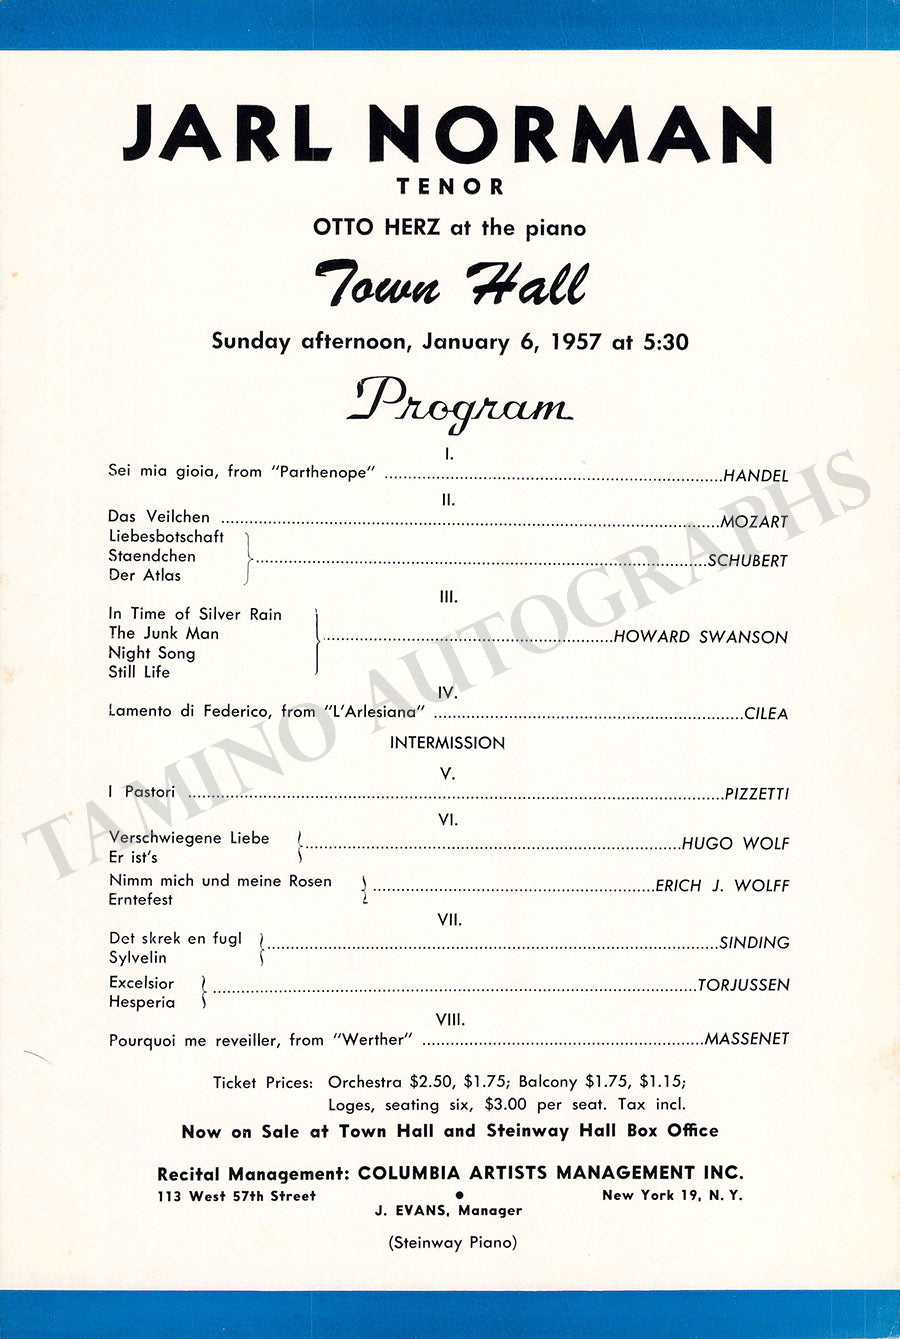 JARL NORMAN
TENOR
OTTO HERZ at the piano
Town Hall
Sunday afternoon, January 6, 1957 at 5:30
Program
I.
Sei mia gioia, from "Parthenope" ........ HANDEL
II.
Das Veilchen ........ MOZART
Liebesbotschaft
Staendchen ........ SCHUBERT
Der Atlas
III.
In Time of Silver Rain
The Junk Man ........ HOWARD SWANSON
Night Song
Still Life
IV.
Lamento di Federico, from "L'Arlesiana" ........ CILEA
INTERMISSION
V.
I Pastori ........ PIZZETTI
VI.
Verschwiegene Liebe ........ HUGO WOLF
Er ist's
Nimm mich und meine Rosen ........ ERICH J. WOLFF
Erntefest
VII.
Det skrek en fugl ........ SINDING
Sylvelin
Excelsior ........ TORJUSSEN
Hesperia
VIII.
Pourquoi me reveiller, from "Werther" ........ MASSENET
Ticket Prices: Orchestra $2.50, $1.75; Balcony $1.75, $1.15;
Loges, seating six, $3.00 per seat. Tax incl.
Now on Sale at Town Hall and Steinway Hall Box Office
Recital Management: COLUMBIA ARTISTS MANAGEMENT INC.
113 West 57th Street • New York 19, N. Y.
J. EVANS, Manager
(Steinway Piano)
TAMINO AUTOGRAPHS